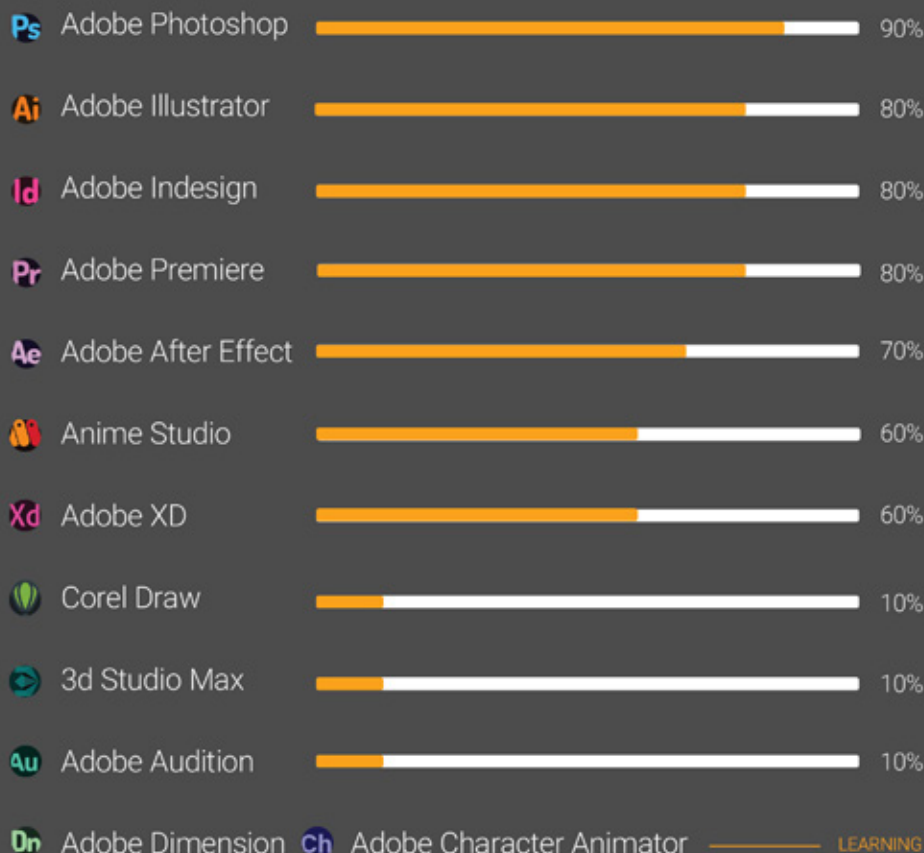 Ps Adobe Photoshop 90%
Ai Adobe Illustrator 80%
Id Adobe Indesign 80%
Pr Adobe Premiere 80%
Ae Adobe After Effect 70%
Anime Studio 60%
Xd Adobe XD 60%
Corel Draw 10%
3d Studio Max 10%
Au Adobe Audition 10%
Dn Adobe Dimension Ch Adobe Character Animator LEARNING